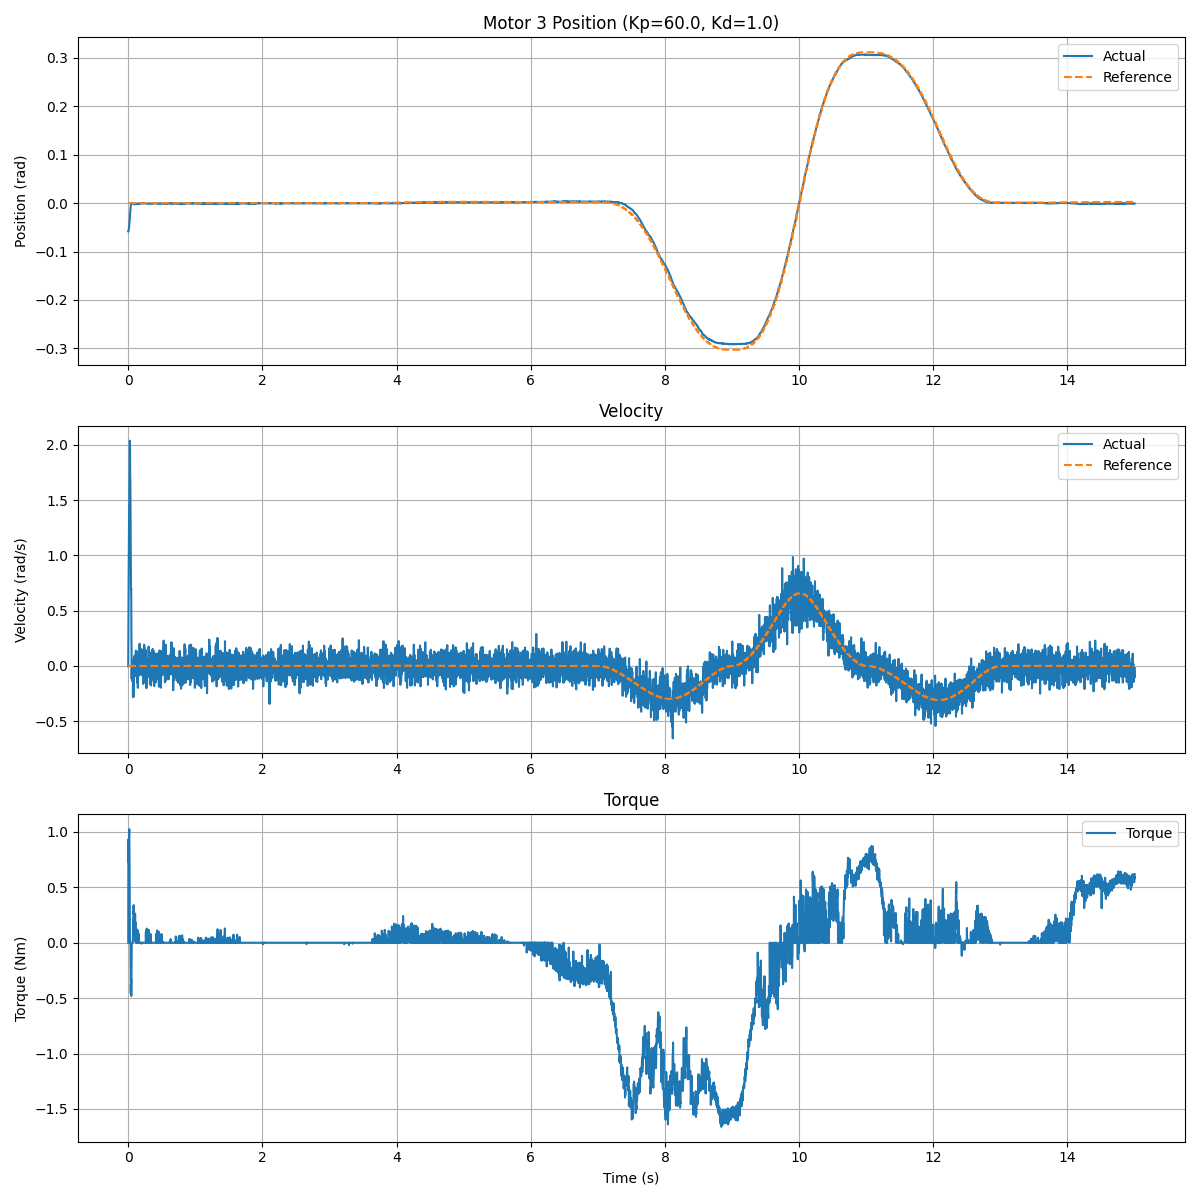 Motor 3 Position (Kp=60.0, Kd=1.0)
Position (rad)
0.3
0.2
0.1
0.0
−0.1
−0.2
−0.3
Actual
Reference
0 2 4 6 8 10 12 14
Velocity
Velocity (rad/s)
2.0
1.5
1.0
0.5
0.0
−0.5
Actual
Reference
0 2 4 6 8 10 12 14
Torque
Torque (Nm)
1.0
0.5
0.0
−0.5
−1.0
−1.5
Torque
0 2 4 6 8 10 12 14
Time (s)